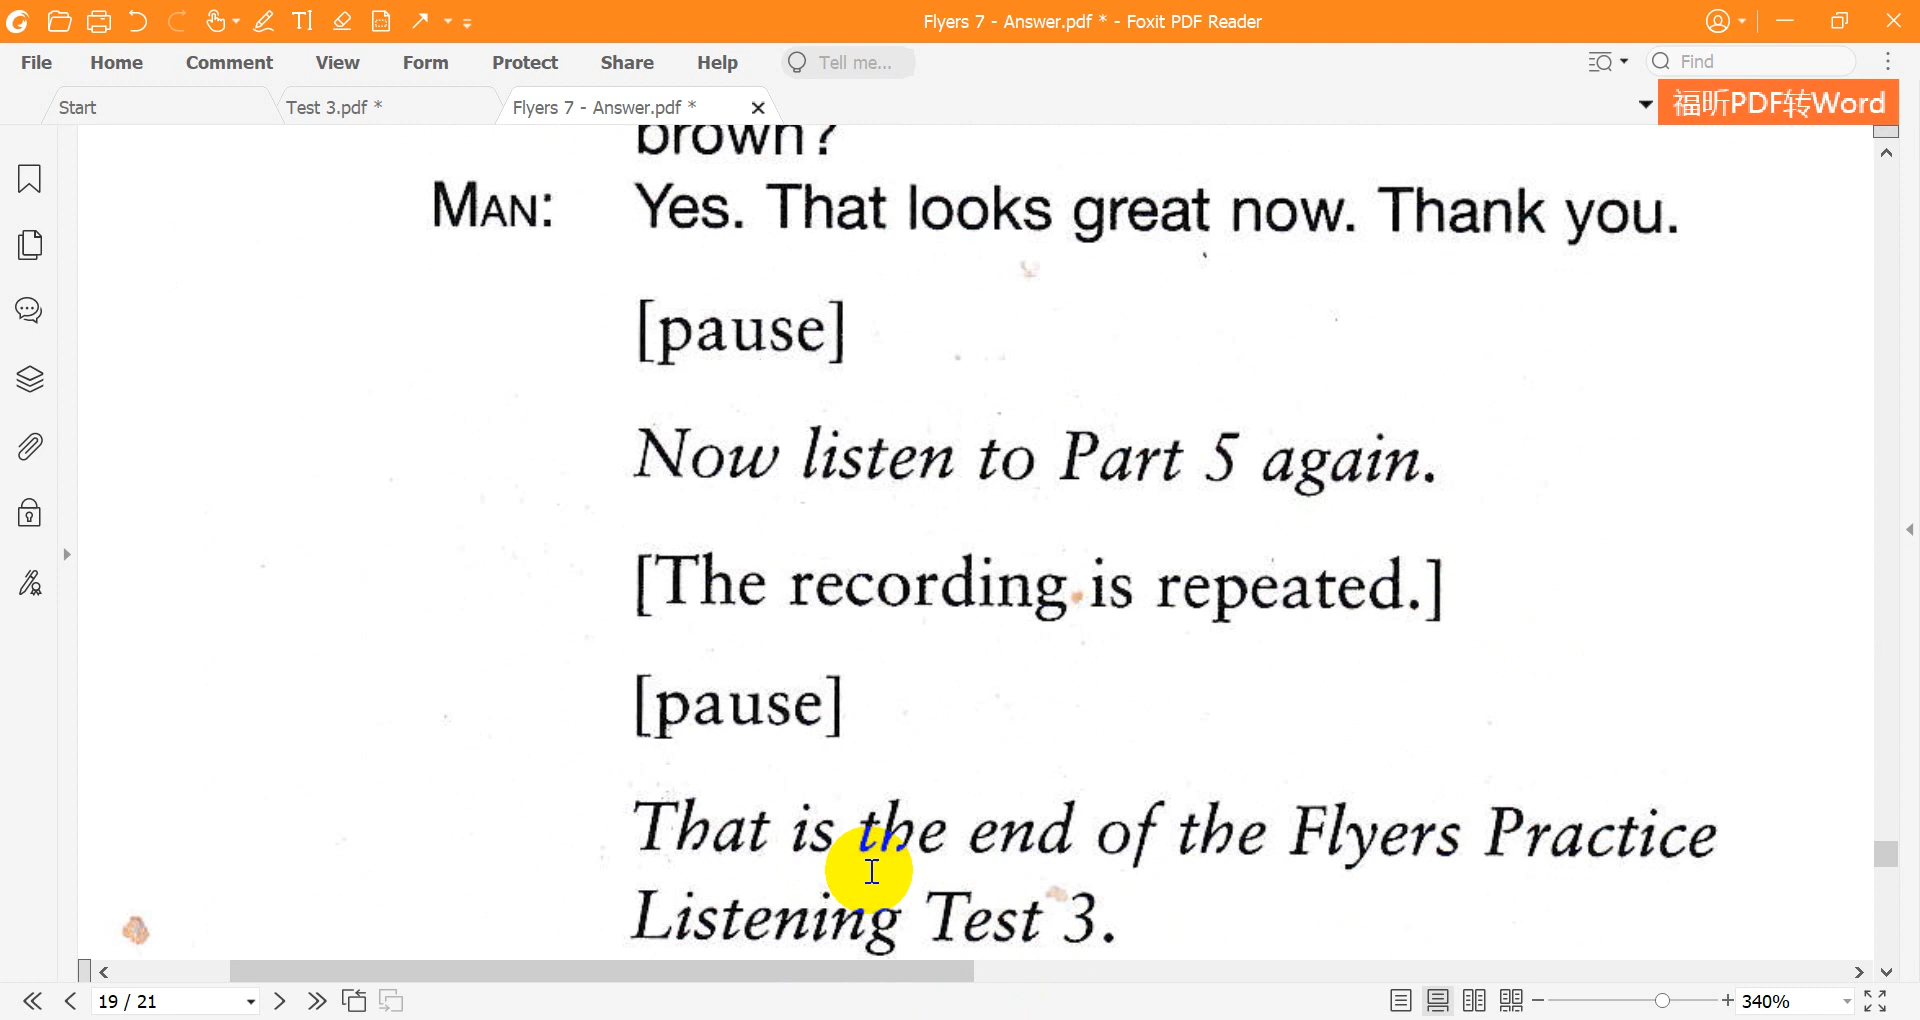 Flyers 7 - Answer.pdf * - Foxit PDF Reader
File Home Comment View Form Protect Share Help Tell me... Find
Start Test 3.pdf * Flyers 7 - Answer.pdf * 福昕PDF转Word
brown?
MAN: Yes. That looks great now. Thank you.
[pause]
Now listen to Part 5 again.
[The recording is repeated.]
[pause]
That is the end of the Flyers Practice
Listening Test 3.
19 / 21 340%